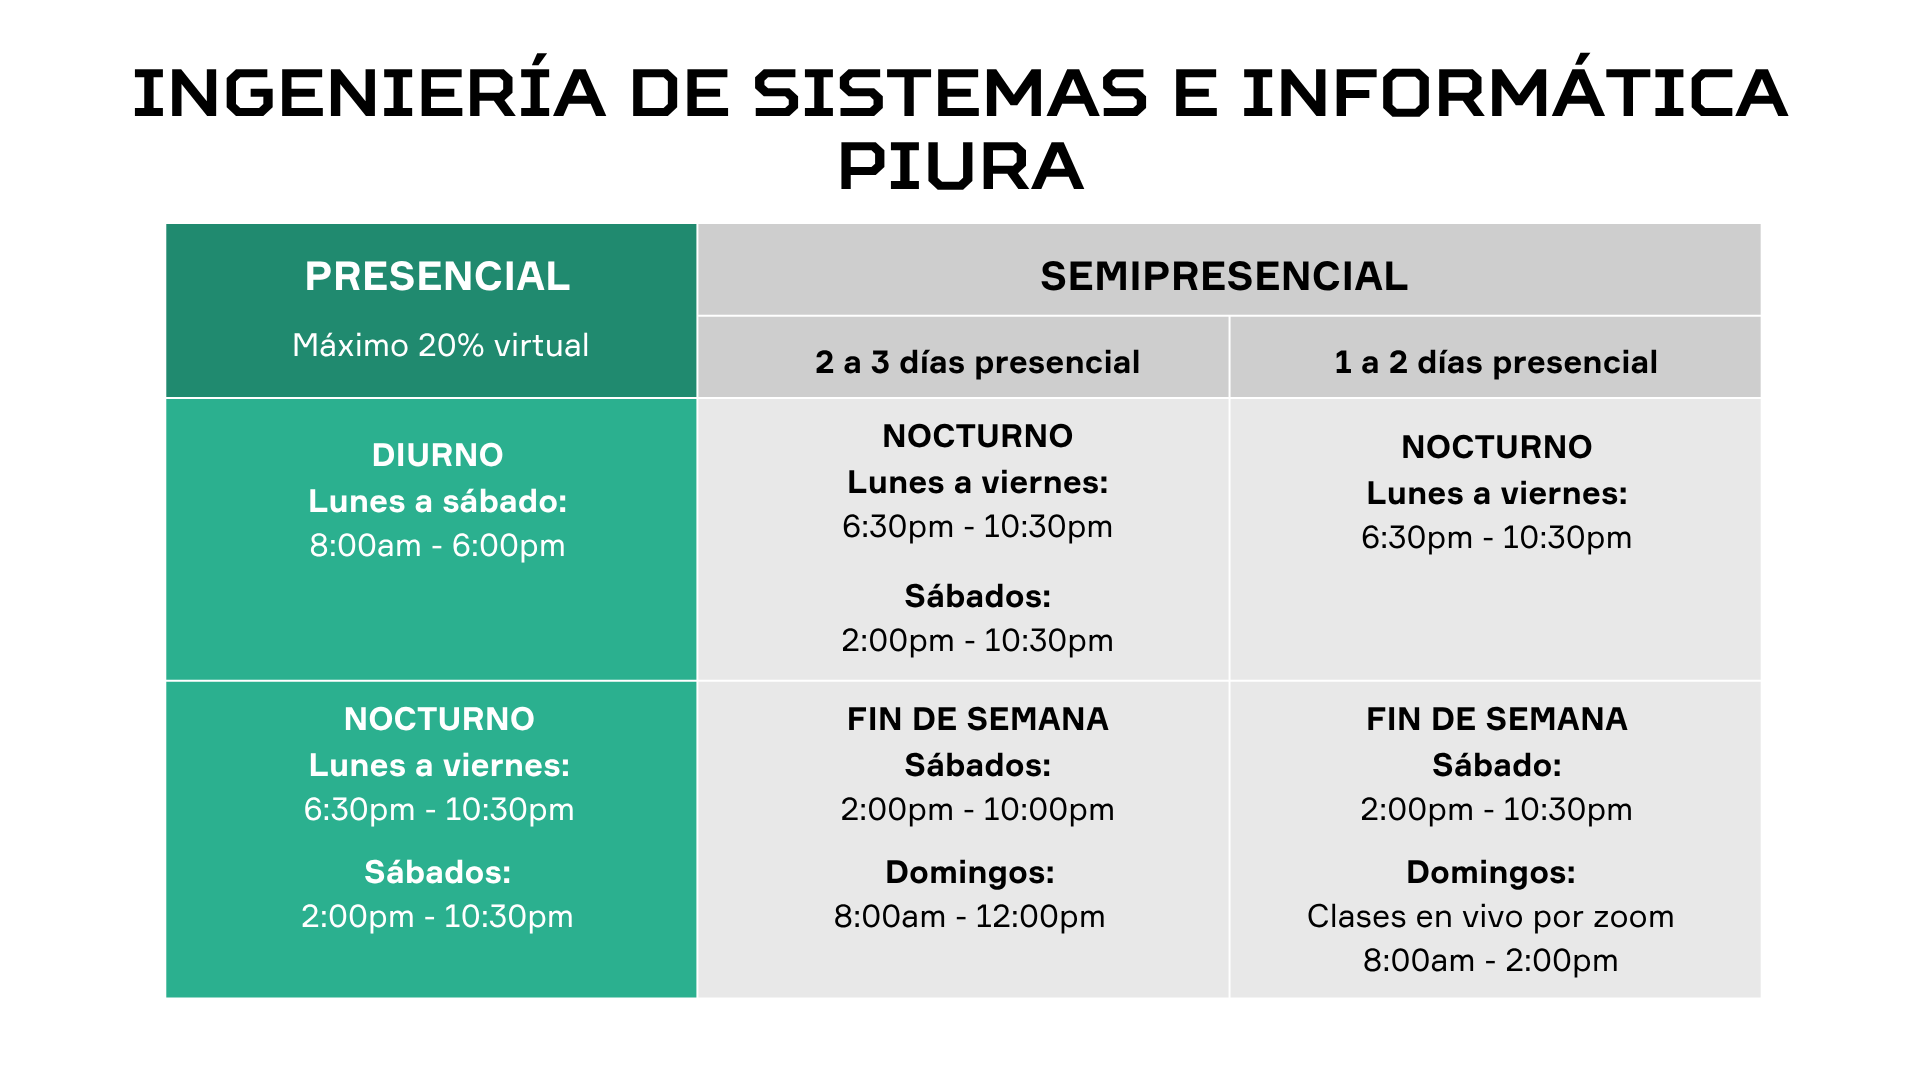 INGENIERÍA DE SISTEMAS E INFORMÁTICA
PIURA
PRESENCIAL
Máximo 20% virtual
SEMIPRESENCIAL
2 a 3 días presencial
1 a 2 días presencial
DIURNO
Lunes a sábado:
8:00am - 6:00pm
NOCTURNO
Lunes a viernes:
6:30pm - 10:30pm
Sábados:
2:00pm - 10:30pm
NOCTURNO
Lunes a viernes:
6:30pm - 10:30pm
NOCTURNO
Lunes a viernes:
6:30pm - 10:30pm
Sábados:
2:00pm - 10:30pm
FIN DE SEMANA
Sábados:
2:00pm - 10:00pm
Domingos:
8:00am - 12:00pm
FIN DE SEMANA
Sábado:
2:00pm - 10:30pm
Domingos:
Clases en vivo por zoom
8:00am - 2:00pm